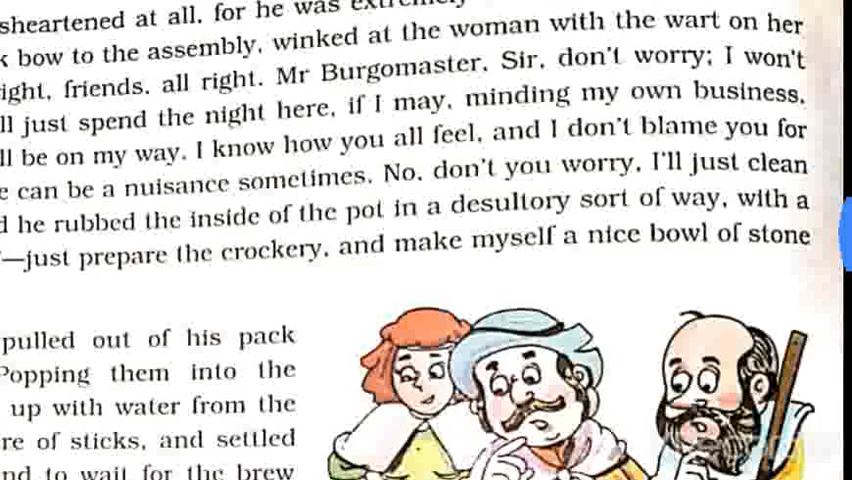 sheartened at all. for he was extremely
k bow to the assembly, winked at the woman with the wart on her
ight, friends. all right. Mr Burgomaster, Sir, don't worry; I won't
ll just spend the night here, if I may, minding my own business,
ll be on my way. I know how you all feel, and I don't blame you for
e can be a nuisance sometimes. No, don't you worry, I'll just clean
d he rubbed the inside of the pot in a desultory sort of way, with a
—just prepare the crockery, and make myself a nice bowl of stone
pulled out of his pack
Popping them into the
up with water from the
re of sticks, and settled
nd to wait for the brew